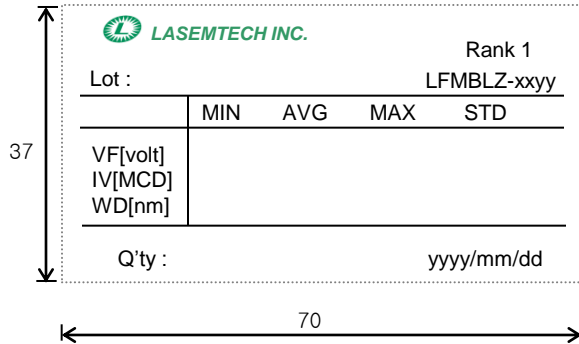 LASEMTECH INC.
Rank 1
Lot :
LFMBLZ-xxyy
MIN AVG MAX STD
37
VF[volt]
IV[MCD]
WD[nm]
Q'ty :
yyyy/mm/dd
70